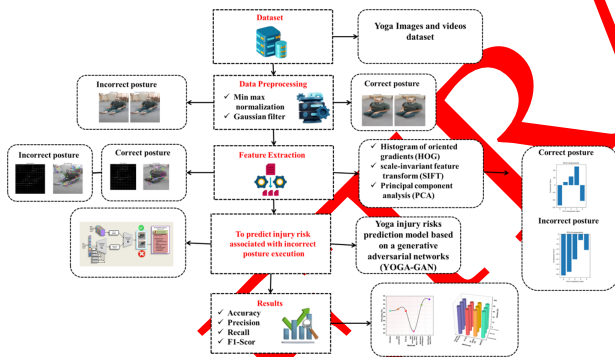 Dataset
Yoga Images and videos
dataset
Incorrect posture
Data Preprocessing
✓ Min max
normalization
✓ Gaussian filter
Correct posture
Incorrect posture
Correct posture
Feature Extraction
✓ Histogram of oriented
gradients (HOG)
✓ scale-invariant feature
transform (SIFT)
✓ Principal component
analysis (PCA)
Correct posture
Incorrect posture
To predict injury risk
associated with incorrect
posture execution
Yoga injury risks
prediction model based
on a generative
adversarial networks
(YOGA-GAN)
Results
✓ Accuracy
✓ Precision
✓ Recall
✓ F1-Scor